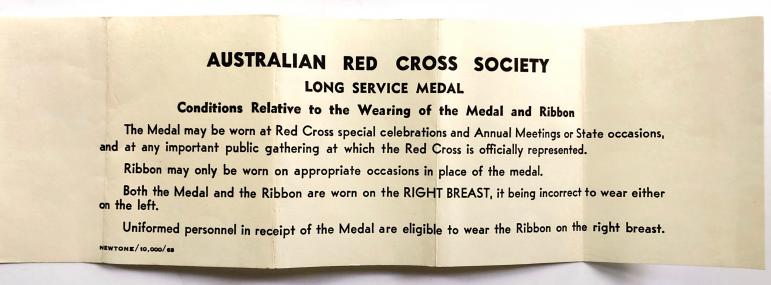 AUSTRALIAN RED CROSS SOCIETY
LONG SERVICE MEDAL
Conditions Relative to the Wearing of the Medal and Ribbon
The Medal may be worn at Red Cross special celebrations and Annual Meetings or State occasions,
and at any important public gathering at which the Red Cross is officially represented.
Ribbon may only be worn on appropriate occasions in place of the medal.
Both the Medal and the Ribbon are worn on the RIGHT BREAST, it being incorrect to wear either
on the left.
Uniformed personnel in receipt of the Medal are eligible to wear the Ribbon on the right breast.
NEWTONE/10,000/68